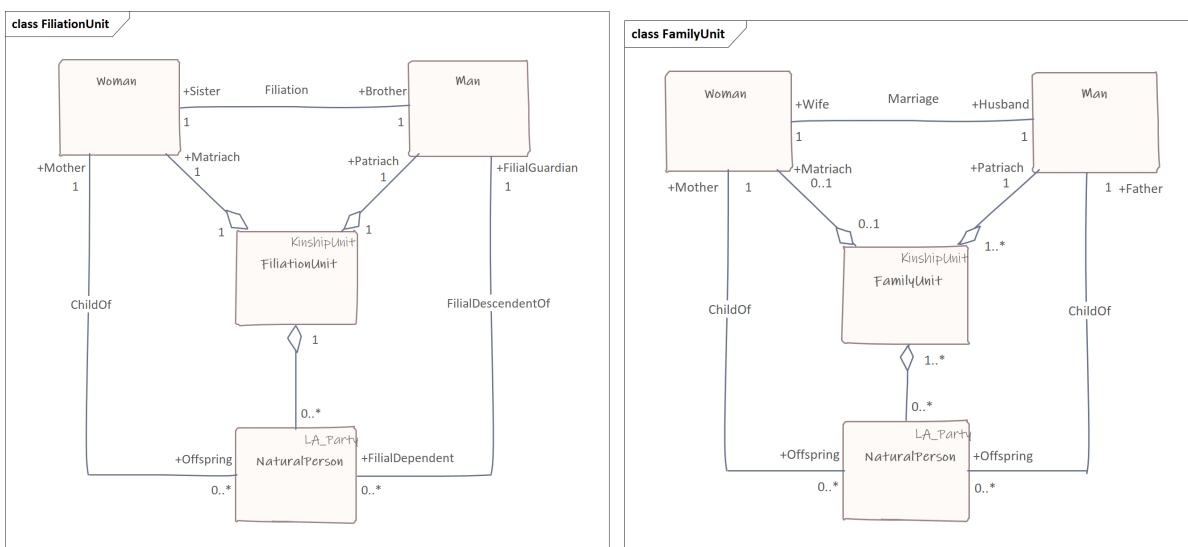 class FiliationUnit
Woman
Man
+Sister
Filiation
+Brother
1
1
+Mother
1
+Matriach
1
+Patriach
1
+FilialGuardian
1
1
1
KinshipUnit
FiliationUnit
ChildOf
FilialDescendentOf
1
0..*
LA_Party
NaturalPerson
+Offspring
0..*
+FilialDependent
0..*
class FamilyUnit
Woman
Man
+Wife
Marriage
+Husband
1
1
+Mother
1
+Matriach
0..1
+Patriach
1
1
+Father
0..1
1..*
KinshipUnit
FamilyUnit
ChildOf
ChildOf
1..*
0..*
LA_Party
NaturalPerson
+Offspring
0..*
+Offspring
0..*